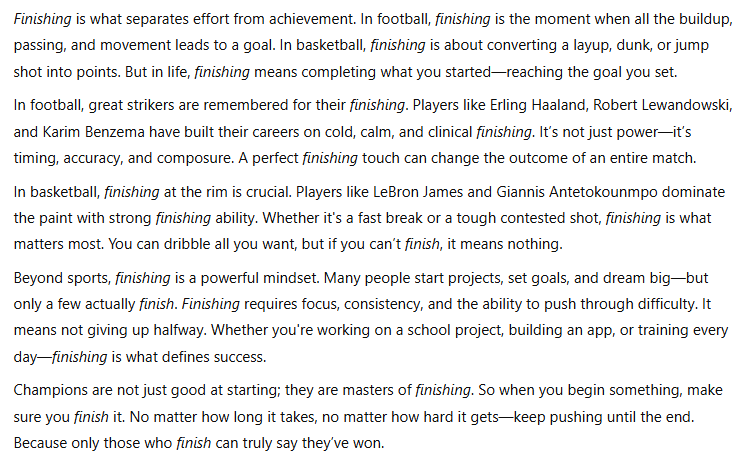 Finishing is what separates effort from achievement. In football, finishing is the moment when all the buildup,
passing, and movement leads to a goal. In basketball, finishing is about converting a layup, dunk, or jump
shot into points. But in life, finishing means completing what you started—reaching the goal you set.
In football, great strikers are remembered for their finishing. Players like Erling Haaland, Robert Lewandowski,
and Karim Benzema have built their careers on cold, calm, and clinical finishing. It's not just power—it's
timing, accuracy, and composure. A perfect finishing touch can change the outcome of an entire match.
In basketball, finishing at the rim is crucial. Players like LeBron James and Giannis Antetokounmpo dominate
the paint with strong finishing ability. Whether it's a fast break or a tough contested shot, finishing is what
matters most. You can dribble all you want, but if you can't finish, it means nothing.
Beyond sports, finishing is a powerful mindset. Many people start projects, set goals, and dream big—but
only a few actually finish. Finishing requires focus, consistency, and the ability to push through difficulty. It
means not giving up halfway. Whether you're working on a school project, building an app, or training every
day—finishing is what defines success.
Champions are not just good at starting; they are masters of finishing. So when you begin something, make
sure you finish it. No matter how long it takes, no matter how hard it gets—keep pushing until the end.
Because only those who finish can truly say they've won.